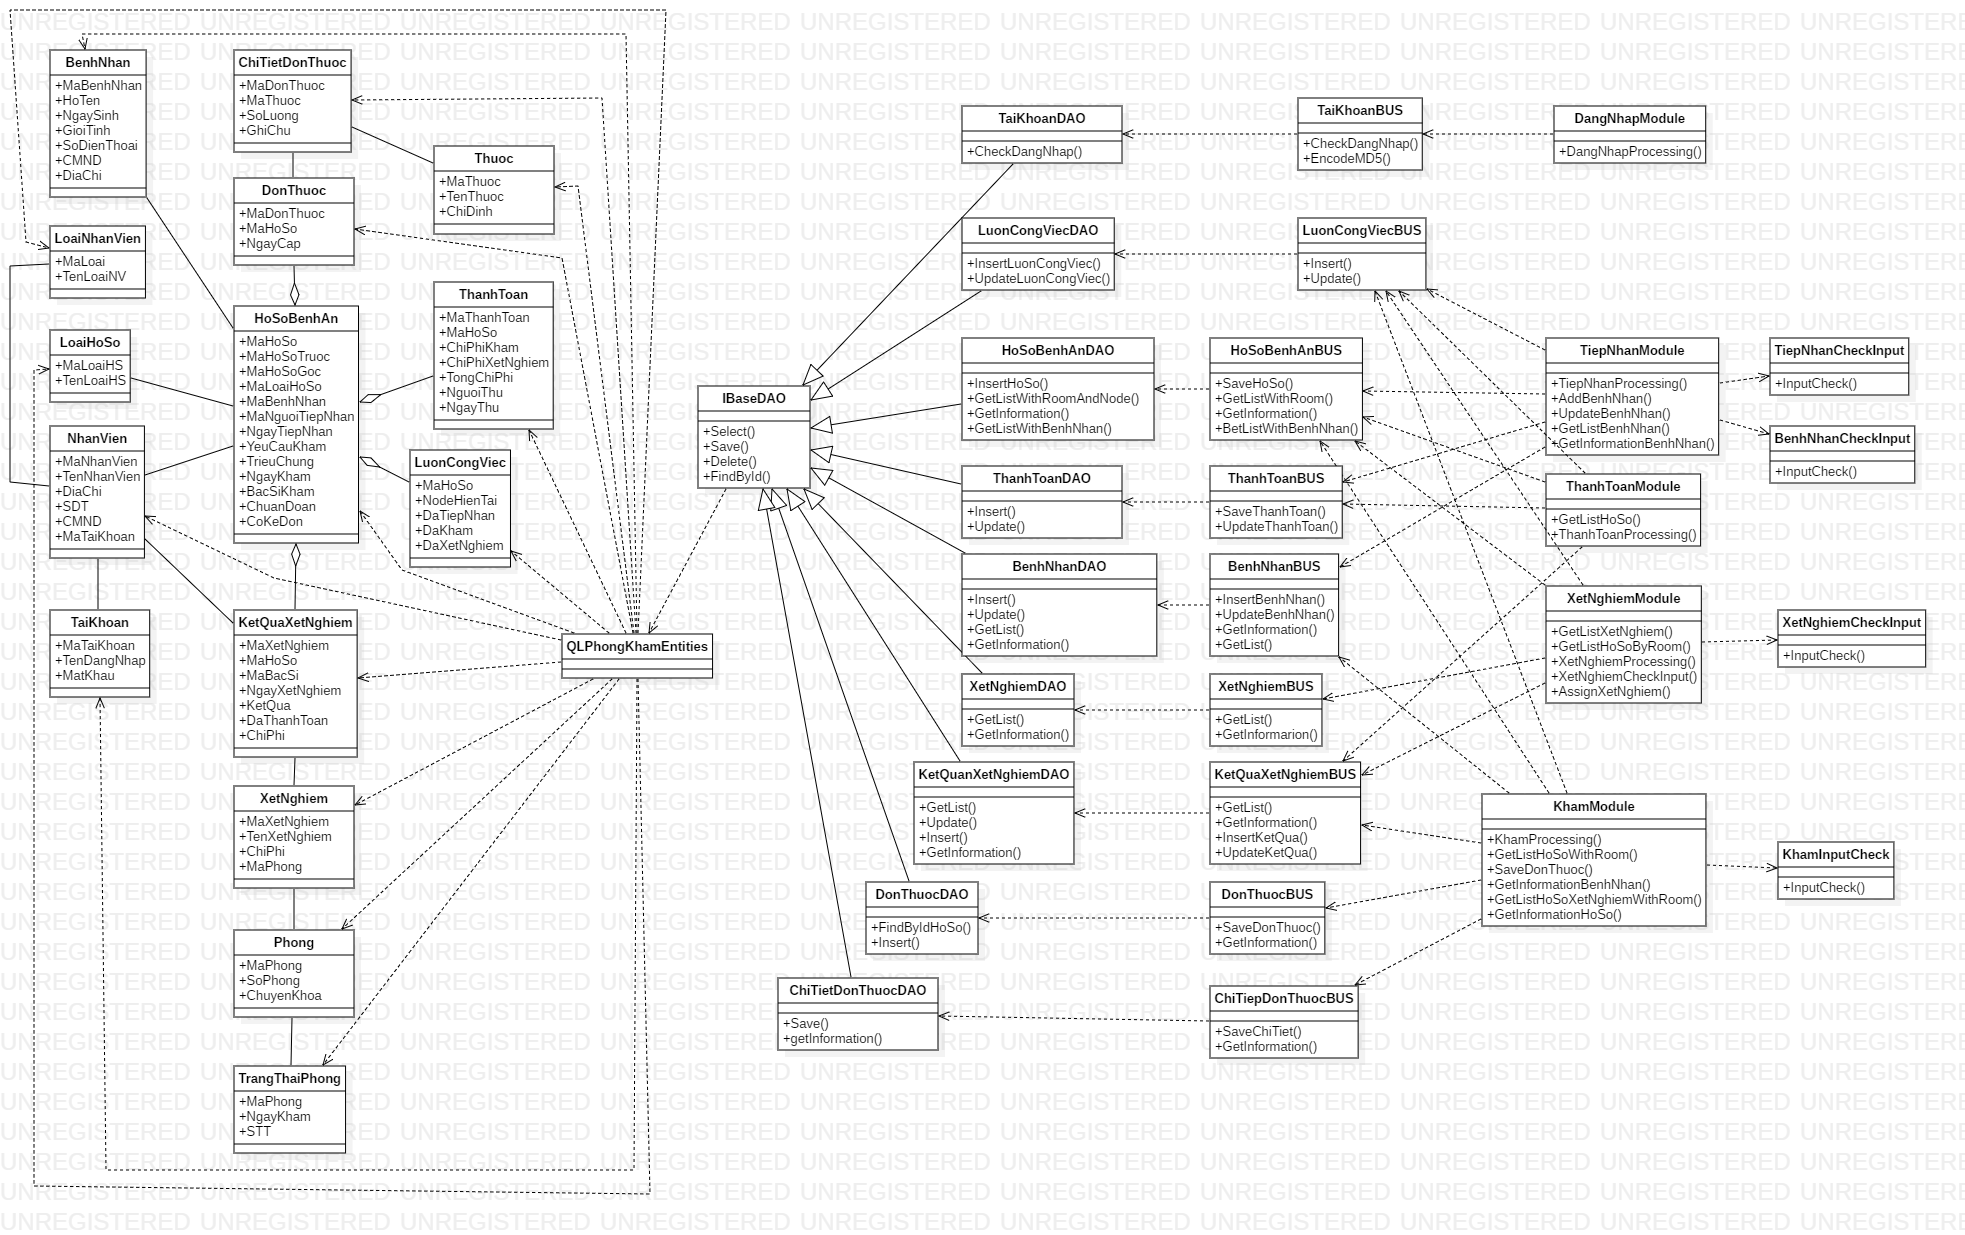 BenhNhan
+MaBenhNhan
+HoTen
+NgaySinh
+GioiTinh
+SoDienThoai
+CMND
+DiaChi
LoaiNhanVien
+MaLoai
+TenLoaiNV
LoaiHoSo
+MaLoaiHS
+TenLoaiHS
NhanVien
+MaNhanVien
+TenNhanVien
+DiaChi
+SDT
+CMND
+MaTaiKhoan
TaiKhoan
+MaTaiKhoan
+TenDangNhap
+MatKhau
ChiTietDonThuoc
+MaDonThuoc
+MaThuoc
+SoLuong
+GhiChu
DonThuoc
+MaDonThuoc
+MaHoSo
+NgayCap
HoSoBenhAn
+MaHoSo
+MaHoSoTruoc
+MaHoSoGoc
+MaLoaiHoSo
+MaBenhNhan
+MaNguoiTiepNhan
+NgayTiepNhan
+YeuCauKham
+TrieuChung
+NgayKham
+BacSiKham
+ChuanDoan
+CoKeDon
KetQuaXetNghiem
+MaXetNghiem
+MaHoSo
+MaBacSi
+NgayXetNghiem
+KetQua
+DaThanhToan
+ChiPhi
XetNghiem
+MaXetNghiem
+TenXetNghiem
+ChiPhi
+MaPhong
Phong
+MaPhong
+SoPhong
+ChuyenKhoa
TrangThaiPhong
+MaPhong
+NgayKham
+STT
Thuoc
+MaThuoc
+TenThuoc
+ChiDinh
ThanhToan
+MaThanhToan
+MaHoSo
+ChiPhiKham
+ChiPhiXetNghiem
+TongChiPhi
+NguoiThu
+NgayThu
LuonCongViec
+MaHoSo
+NodeHienTai
+DaTiepNhan
+DaKham
+DaXetNghiem
QLPhongKhamEntities
IBaseDAO
+Select()
+Save()
+Delete()
+FindById()
TaiKhoanDAO
+CheckDangNhap()
LuonCongViecDAO
+InsertLuonCongViec()
+UpdateLuonCongViec()
HoSoBenhAnDAO
+InsertHoSo()
+GetListWithRoomAndNode()
+GetInformation()
+GetListWithBenhNhan()
ThanhToanDAO
+Insert()
+Update()
BenhNhanDAO
+Insert()
+Update()
+GetList()
+GetInformation()
XetNghiemDAO
+GetList()
+GetInformation()
KetQuanXetNghiemDAO
+GetList()
+Update()
+Insert()
+GetInformation()
DonThuocDAO
+FindByIdHoSo()
+Insert()
ChiTietDonThuocDAO
+Save()
+getInformation()
TaiKhoanBUS
+CheckDangNhap()
+EncodeMD5()
LuonCongViecBUS
+Insert()
+Update()
HoSoBenhAnBUS
+SaveHoSo()
+GetListWithRoom()
+GetInformation()
+BetListWithBenhNhan()
ThanhToanBUS
+SaveThanhToan()
+UpdateThanhToan()
BenhNhanBUS
+InsertBenhNhan()
+UpdateBenhNhan()
+GetInformation()
+GetList()
XetNghiemBUS
+GetList()
+GetInformarion()
KetQuaXetNghiemBUS
+GetList()
+GetInformation()
+InsertKetQua()
+UpdateKetQua()
DonThuocBUS
+SaveDonThuoc()
+GetInformation()
ChiTiepDonThuocBUS
+SaveChiTiet()
+GetInformation()
DangNhapModule
+DangNhapProcessing()
TiepNhanModule
+TiepNhanProcessing()
+AddBenhNhan()
+UpdateBenhNhan()
+GetListBenhNhan()
+GetInformationBenhNhan()
ThanhToanModule
+GetListHoSo()
+ThanhToanProcessing()
XetNghiemModule
+GetListXetNghiem()
+GetListHoSoByRoom()
+XetNghiemProcessing()
+XetNghiemCheckInput()
+AssignXetNghiem()
KhamModule
+KhamProcessing()
+GetListHoSoWithRoom()
+SaveDonThuoc()
+GetInformationBenhNhan()
+GetListHoSoXetNghiemWithRoom()
+GetInformationHoSo()
TiepNhanCheckInput
+InputCheck()
BenhNhanCheckInput
+InputCheck()
XetNghiemCheckInput
+InputCheck()
KhamInputCheck
+InputCheck()